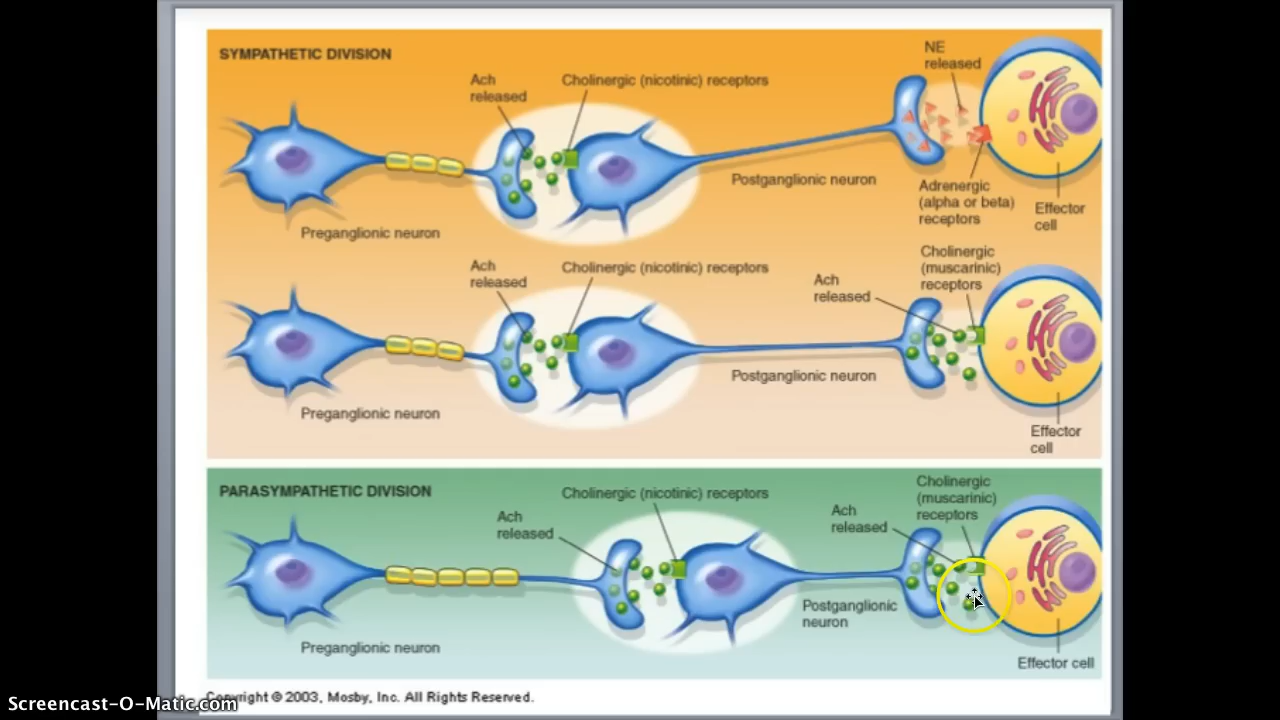 SYMPATHETIC DIVISION
NE
released
Ach
released
Cholinergic (nicotinic) receptors
Postganglionic neuron
Adrenergic
(alpha or beta)
receptors
Effector
cell
Preganglionic neuron
Cholinergic
(muscarinic)
receptors
Ach
released
Cholinergic (nicotinic) receptors
Ach
released
Postganglionic neuron
Preganglionic neuron
Effector
cell
PARASYMPATHETIC DIVISION
Cholinergic (nicotinic) receptors
Cholinergic
(muscarinic)
receptors
Ach
released
Ach
released
Postganglionic
neuron
Preganglionic neuron
Effector cell
Copyright © 2003, Mosby, Inc. All Rights Reserved.
Screencast-O-Matic.com